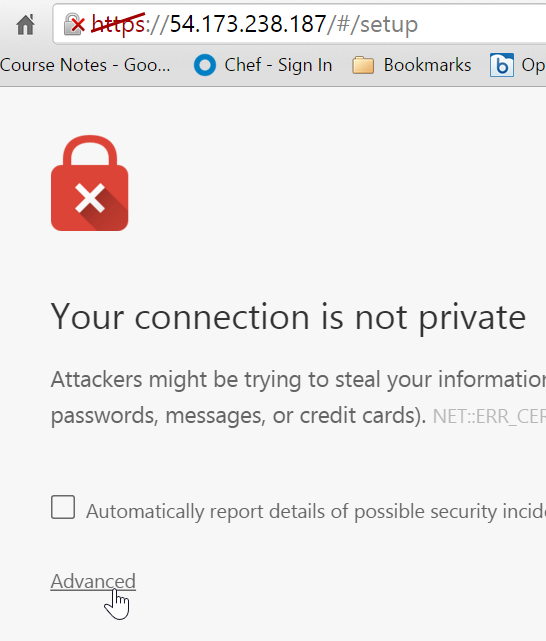 https://54.173.238.187/#/setup
Course Notes - Goo... Chef - Sign In Bookmarks Op
Your connection is not private
Attackers might be trying to steal your information
passwords, messages, or credit cards). NET::ERR_CER
Automatically report details of possible security incid
Advanced